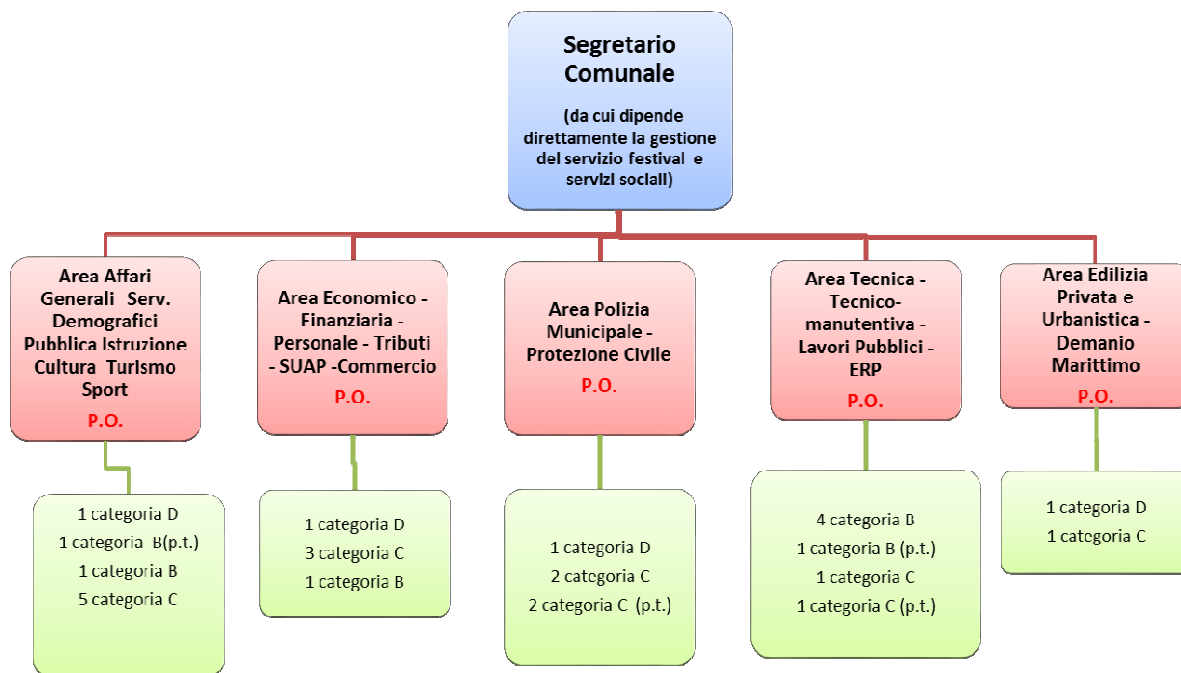 Segretario
Comunale
(da cui dipende
direttamente la gestione
del servizio festival e
servizi sociali)
Area Affari
Generali Serv.
Demografici
Pubblica Istruzione
Cultura Turismo
Sport
P.O.
Area Economico -
Finanziaria -
Personale - Tributi
- SUAP -Commercio
P.O.
Area Polizia
Municipale -
Protezione Civile
P.O.
Area Tecnica -
Tecnico-
manutentiva -
Lavori Pubblici -
ERP
P.O.
Area Edilizia
Privata e
Urbanistica -
Demanio
Marittimo
P.O.
1 categoria D
1 categoria B(p.t.)
1 categoria B
5 categoria C
1 categoria D
3 categoria C
1 categoria B
1 categoria D
2 categoria C
2 categoria C (p.t.)
4 categoria B
1 categoria B (p.t.)
1 categoria C
1 categoria C (p.t.)
1 categoria D
1 categoria C